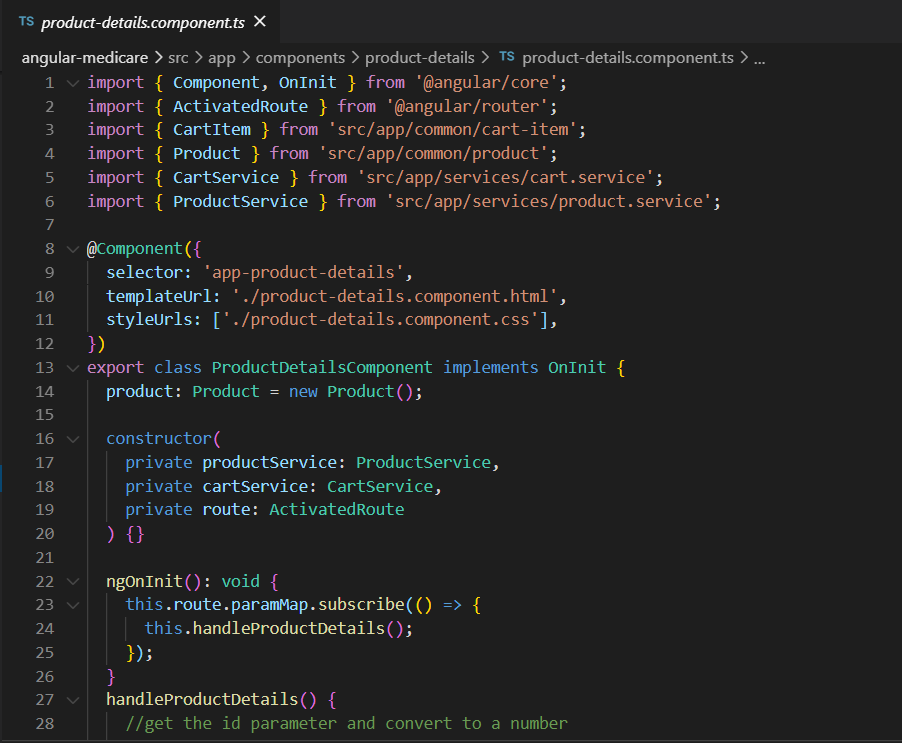 TS product-details.component.ts ×
angular-medicare > src > app > components > product-details > TS product-details.component.ts > ...
1 import { Component, OnInit } from '@angular/core';
2 import { ActivatedRoute } from '@angular/router';
3 import { CartItem } from 'src/app/common/cart-item';
4 import { Product } from 'src/app/common/product';
5 import { CartService } from 'src/app/services/cart.service';
6 import { ProductService } from 'src/app/services/product.service';
7
8 @Component({
9   selector: 'app-product-details',
10   templateUrl: './product-details.component.html',
11   styleUrls: ['./product-details.component.css'],
12 })
13 export class ProductDetailsComponent implements OnInit {
14   product: Product = new Product();
15
16   constructor(
17     private productService: ProductService,
18     private cartService: CartService,
19     private route: ActivatedRoute
20   ) {}
21
22   ngOnInit(): void {
23     this.route.paramMap.subscribe(() => {
24       this.handleProductDetails();
25     });
26   }
27   handleProductDetails() {
28     //get the id parameter and convert to a number